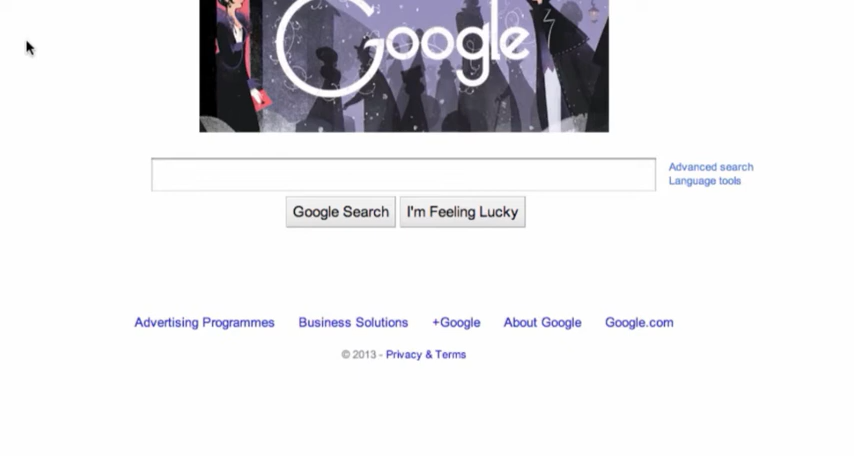 Google
Advanced search
Language tools
Google Search I'm Feeling Lucky
Advertising Programmes Business Solutions +Google About Google Google.com
© 2013 - Privacy & Terms